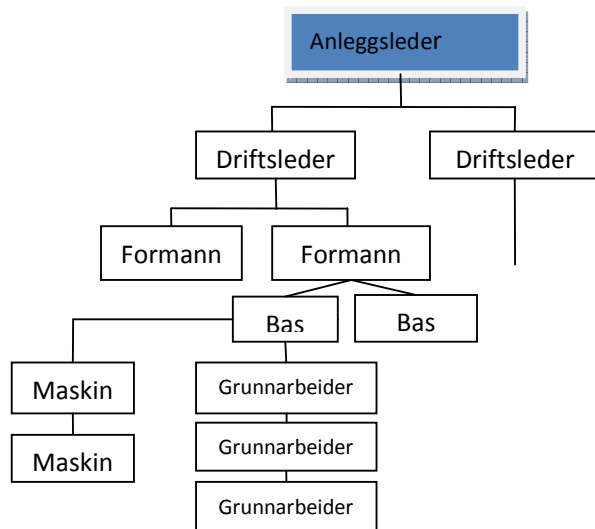 Anleggsleder
Driftsleder Driftsleder
Formann Formann
Bas Bas
Maskin Grunnarbeider
Maskin Grunnarbeider
Grunnarbeider